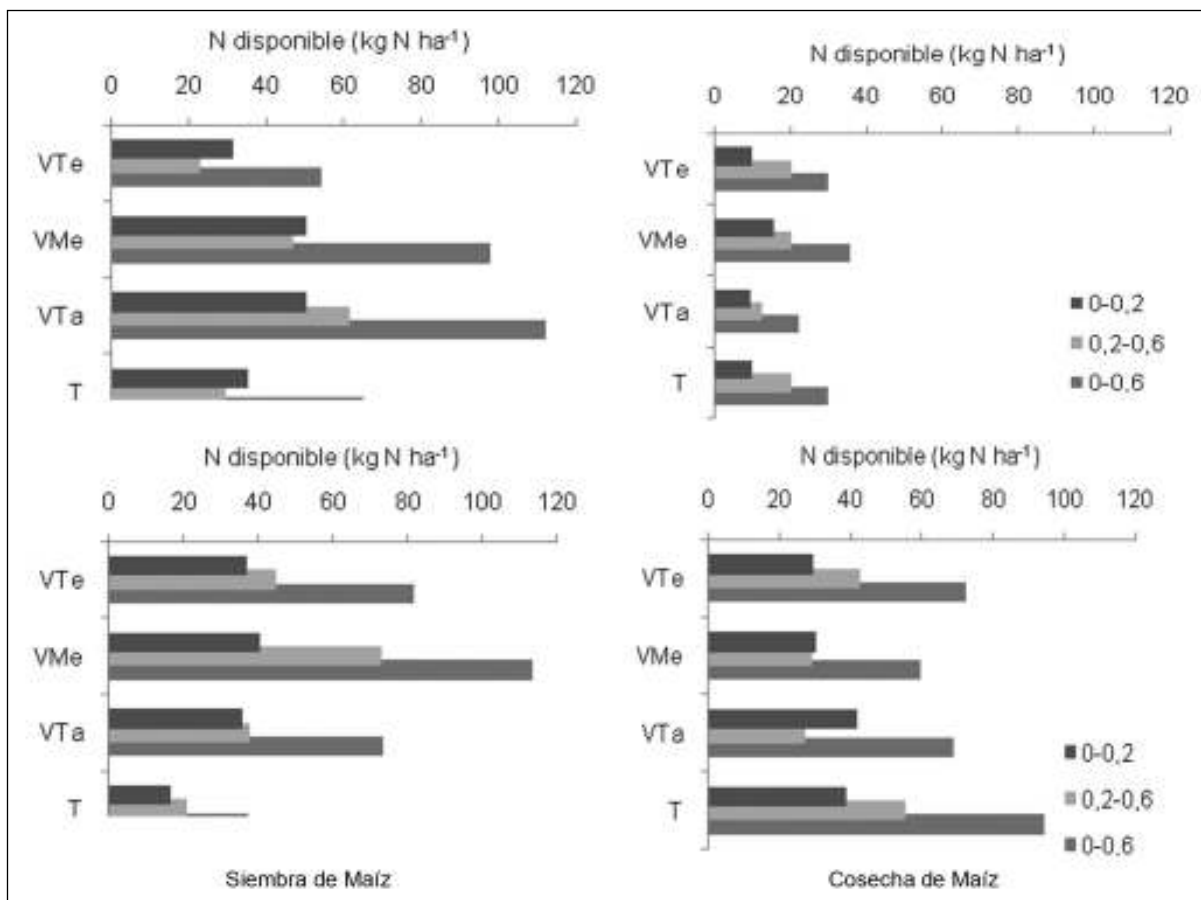 N disponible (kg N ha⁻¹)
0 20 40 60 80 100 120
VTe
VMe
VTa
T
N disponible (kg N ha⁻¹)
0 20 40 60 80 100 120
VTe
VMe
VTa
T
0-0,2
0,2-0,6
0-0,6
N disponible (kg N ha⁻¹)
0 20 40 60 80 100 120
VTe
VMe
VTa
T
Siembra de Maíz
N disponible (kg N ha⁻¹)
0 20 40 60 80 100 120
VTe
VMe
VTa
T
0-0,2
0,2-0,6
0-0,6
Cosecha de Maíz